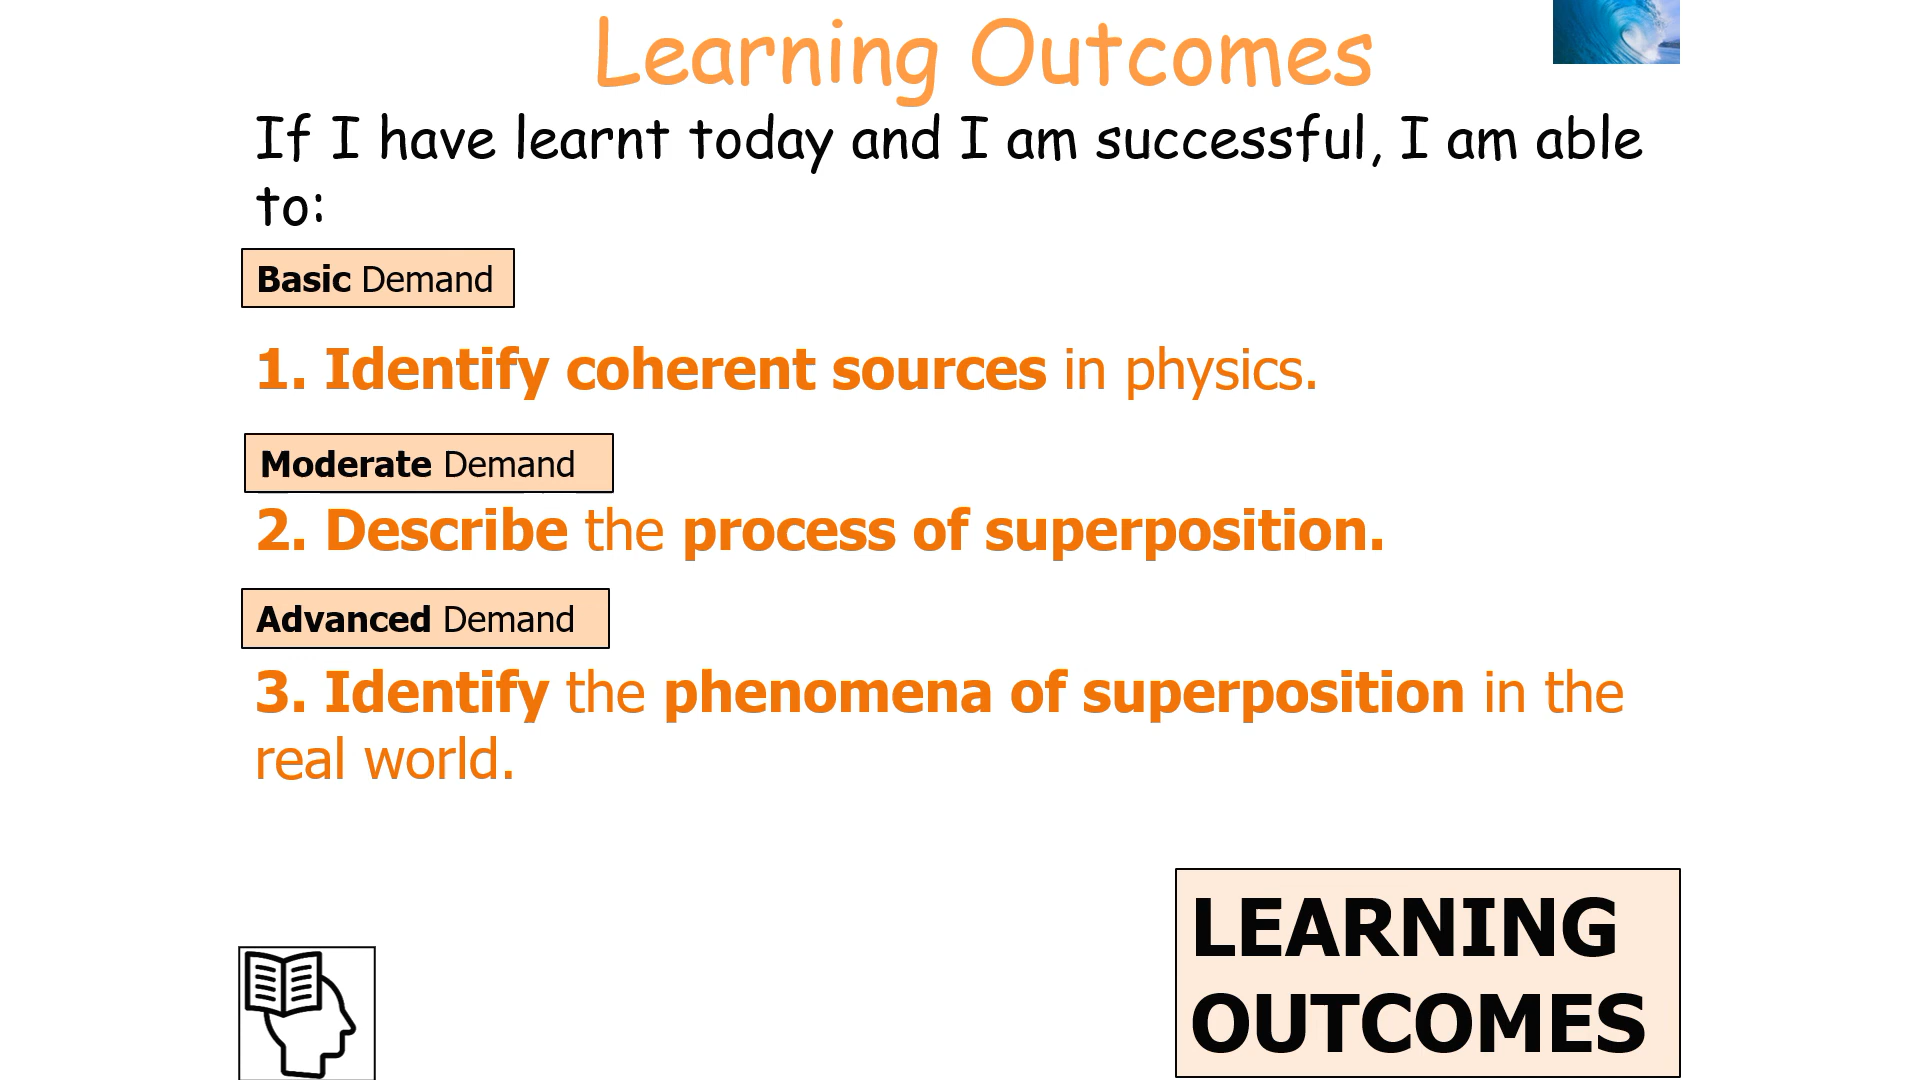 Learning Outcomes
If I have learnt today and I am successful, I am able
to:
Basic Demand
1. Identify coherent sources in physics.
Moderate Demand
2. Describe the process of superposition.
Advanced Demand
3. Identify the phenomena of superposition in the
real world.
LEARNING
OUTCOMES